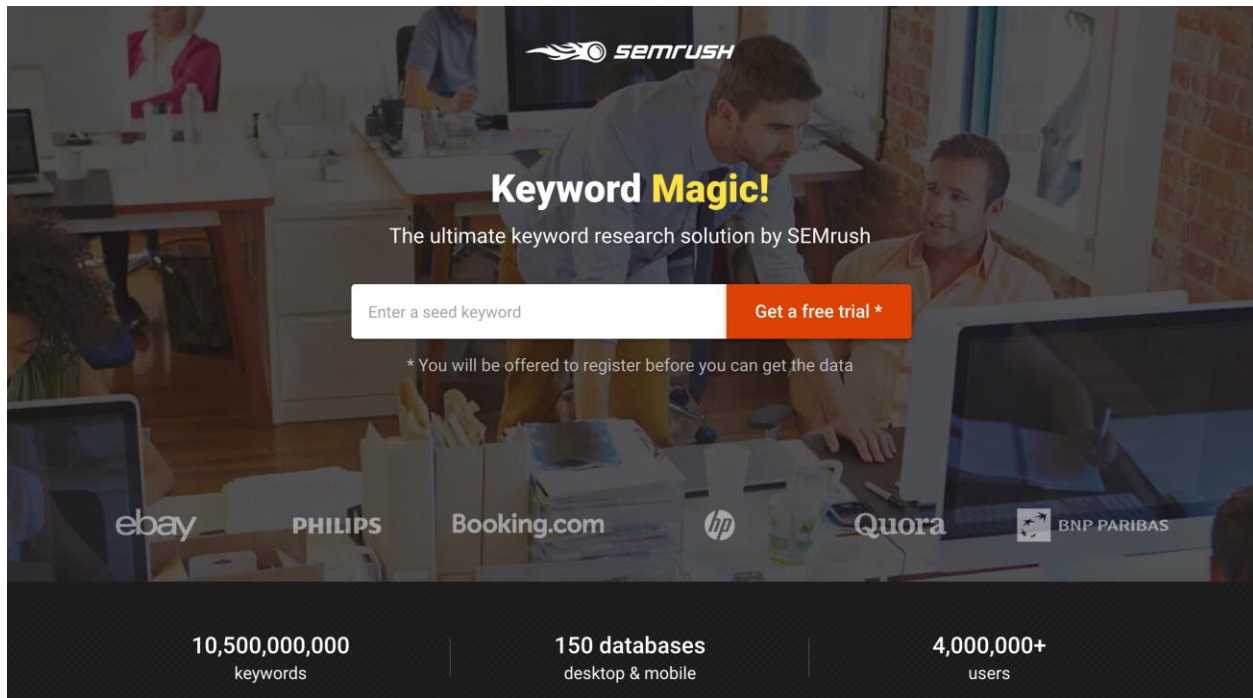 semrush
Keyword Magic!
The ultimate keyword research solution by SEMrush
Enter a seed keyword
Get a free trial *
* You will be offered to register before you can get the data
ebay
PHILIPS
Booking.com
hp
Quora
BNP PARIBAS
10,500,000,000
keywords
150 databases
desktop & mobile
4,000,000+
users